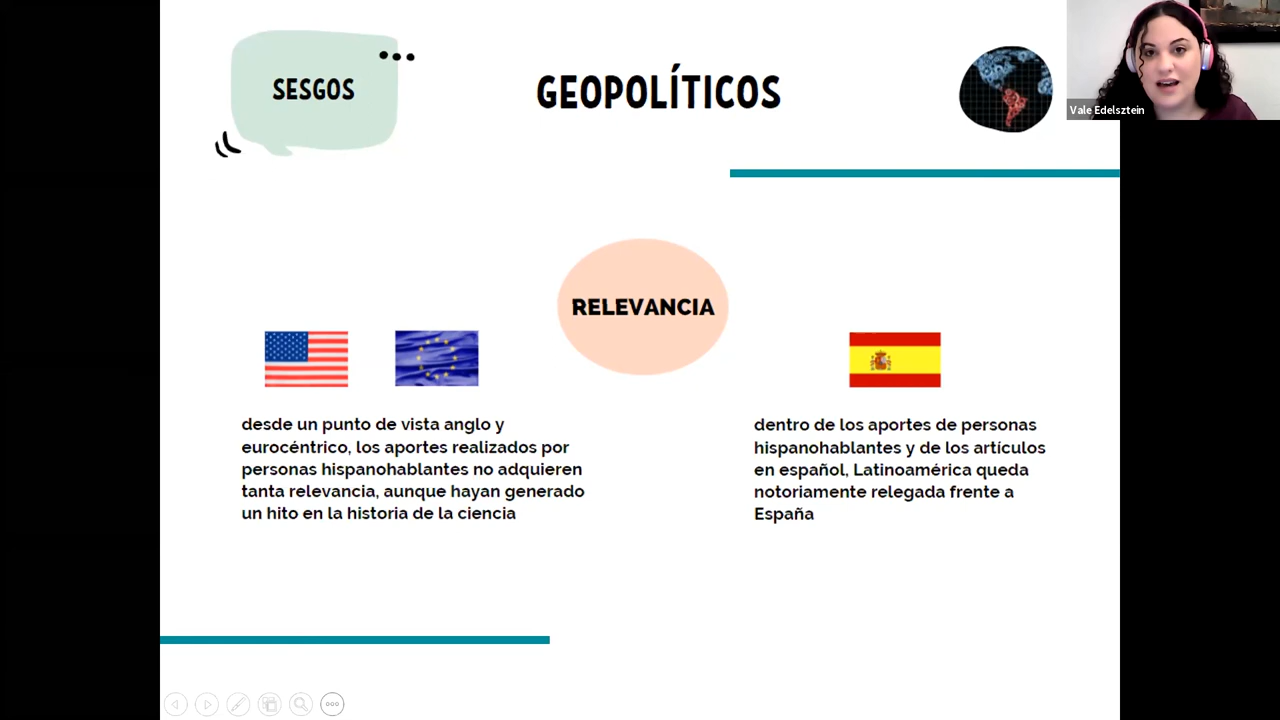 SESGOS
GEOPOLÍTICOS
Vale Edelsztein
RELEVANCIA
desde un punto de vista anglo y
eurocéntrico, los aportes realizados por
personas hispanohablantes no adquieren
tanta relevancia, aunque hayan generado
un hito en la historia de la ciencia
dentro de los aportes de personas
hispanohablantes y de los artículos
en español, Latinoamérica queda
notoriamente relegada frente a
España